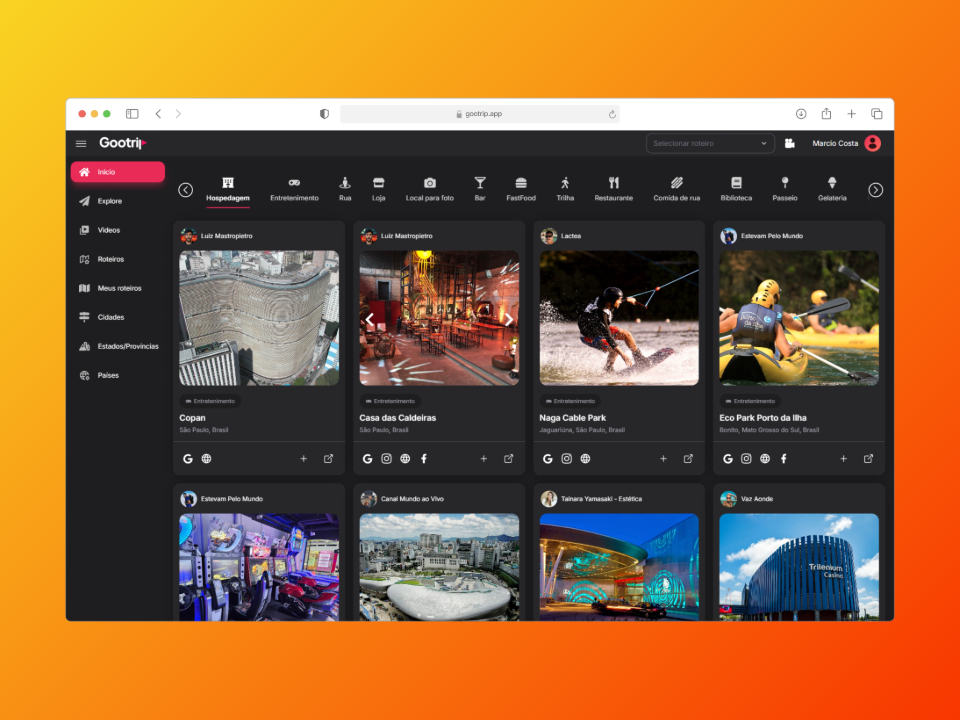 gootrip.app
Gootrip
Selecionar roteiro
Marcio Costa
Início
Explore
Videos
Roteiros
Meus roteiros
Cidades
Estados/Províncias
Países
Hospedagem
Entretenimento
Rua
Loja
Local para foto
Bar
FastFood
Trilha
Restaurante
Comida de rua
Biblioteca
Passeio
Gelateria
Luiz Mastropietro
Entretenimento
Copan
São Paulo, Brasil
G
Luiz Mastropietro
Entretenimento
Casa das Caldeiras
São Paulo, Brasil
G
f
Lactea
Entretenimento
Naga Cable Park
Jaguariúna, São Paulo, Brasil
G
Estevam Pelo Mundo
Entretenimento
Eco Park Porto da Ilha
Bonito, Mato Grosso do Sul, Brasil
G
f
Estevam Pelo Mundo
Canal Mundo ao Vivo
Tainara Yamasaki - Estética
Vaz Aonde
Trilenium
Casino